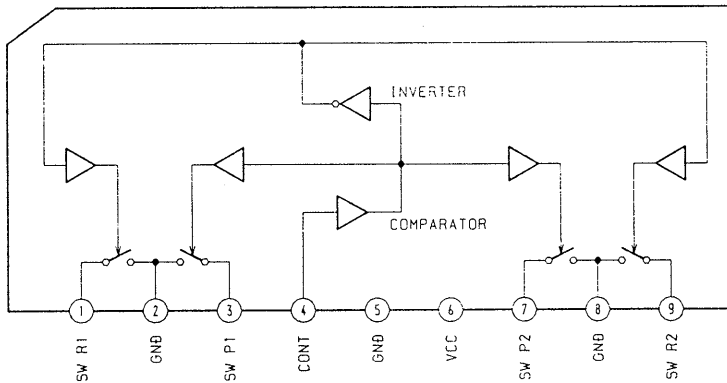 INVERTER
COMPARATOR
1 2 3 4 5 6 7 8 9
SW R1
GND
SW P1
CONT
GND
VCC
SW P2
GND
SW R2